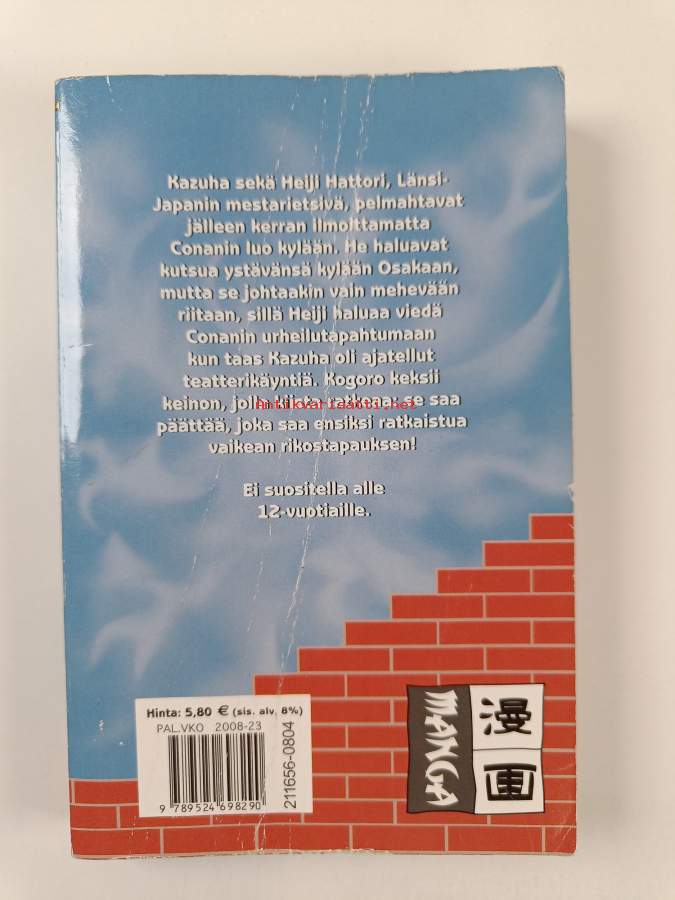 Kazuha sekä Heiji Hattori, Länsi-
Japanin mestarietsivä, pelmahtavat
jälleen kerran ilmoittamatta
Conanin luo kylään. He haluavat
kutsua ystävänsä kylään Osakaan,
mutta se johtaakin vain mehevään
riitaan, sillä Heiji haluaa viedä
Conanin urheilutapahtumaan
kun taas Kazuha oli ajatellut
teatterikäyntiä. Kogoro keksii
keinon, jolla kiista ratkeaa: se saa
Antikvariaatti.net
päättää, joka saa ensiksi ratkaistua
vaikean rikostapauksen!
Ei suositella alle
12-vuotiaille.
Hinta: 5,80 € (sis. alv. 8%)
PAL.VKO 2008-23
211656-0804
9 789524 698290
MANGA
漫画